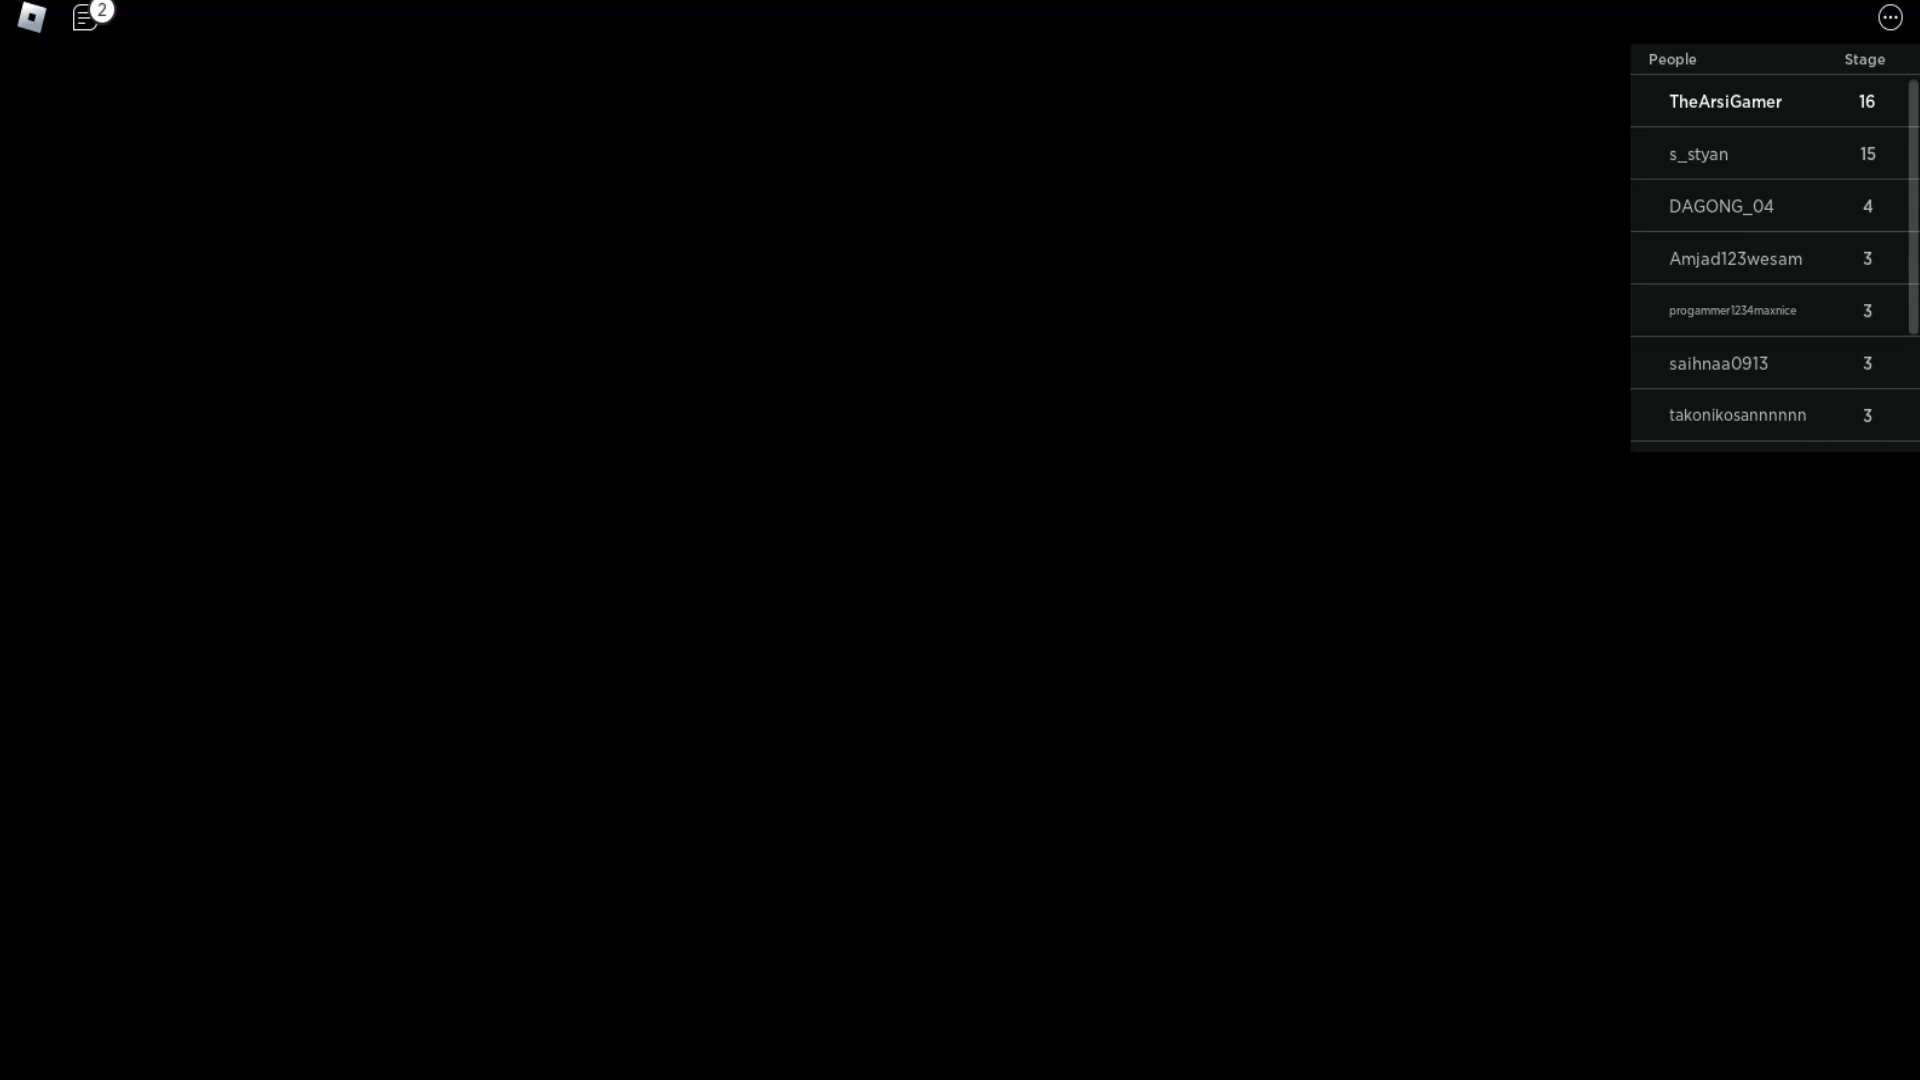 2
People Stage
TheArsiGamer 16
s_styan 15
DAGONG_04 4
Amjad123wesam 3
progammer1234maxnice 3
saihnaa0913 3
takonikosannnnnn 3